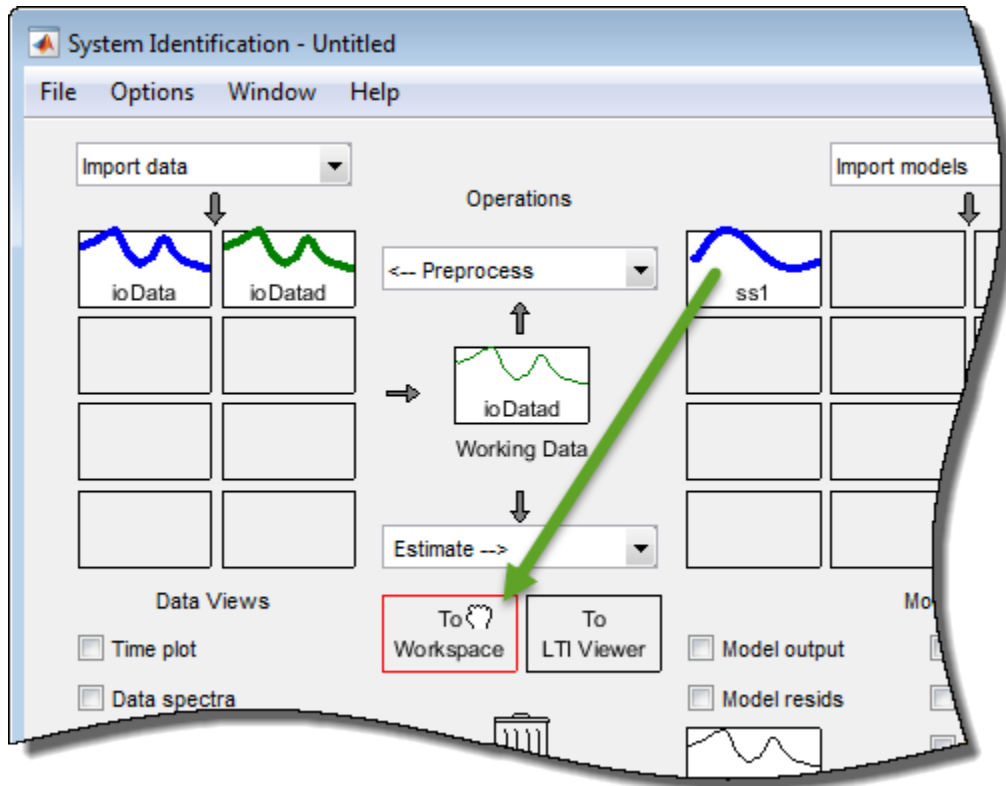 System Identification - Untitled
File Options Window Help
Import data
Import models
Operations
ioData
ioDatad
<-- Preprocess
ss1
ioDatad
Working Data
Estimate -->
Data Views
To Workspace
To LTI Viewer
Mo
Time plot
Model output
Data spectra
Model resids